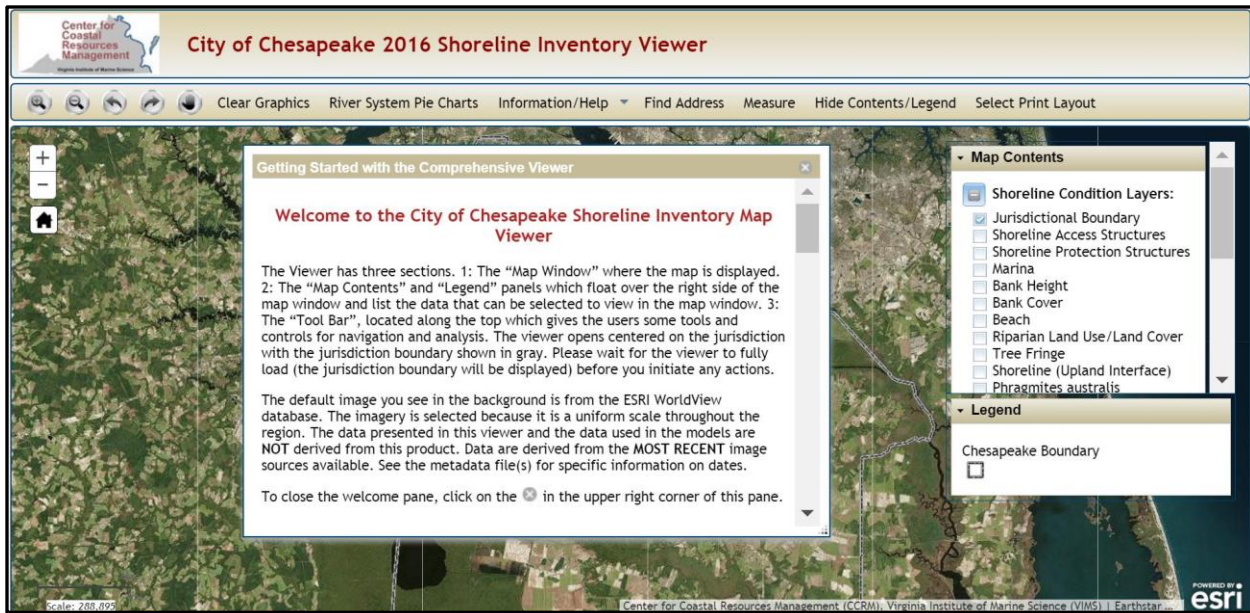 Center for
Coastal
Resources
Management
Virginia Institute of Marine Science
City of Chesapeake 2016 Shoreline Inventory Viewer
Clear Graphics River System Pie Charts Information/Help Find Address Measure Hide Contents/Legend Select Print Layout
+
−
Getting Started with the Comprehensive Viewer
Welcome to the City of Chesapeake Shoreline Inventory Map
Viewer
The Viewer has three sections. 1: The “Map Window” where the map is displayed.
2: The “Map Contents” and “Legend” panels which float over the right side of the
map window and list the data that can be selected to view in the map window. 3:
The “Tool Bar”, located along the top which gives the users some tools and
controls for navigation and analysis. The viewer opens centered on the jurisdiction
with the jurisdiction boundary shown in gray. Please wait for the viewer to fully
load (the jurisdiction boundary will be displayed) before you initiate any actions.
The default image you see in the background is from the ESRI WorldView
database. The imagery is selected because it is a uniform scale throughout the
region. The data presented in this viewer and the data used in the models are
NOT derived from this product. Data are derived from the MOST RECENT image
sources available. See the metadata file(s) for specific information on dates.
To close the welcome pane, click on the in the upper right corner of this pane.
Map Contents
Shoreline Condition Layers:
Jurisdictional Boundary
Shoreline Access Structures
Shoreline Protection Structures
Marina
Bank Height
Bank Cover
Beach
Riparian Land Use/Land Cover
Tree Fringe
Shoreline (Upland Interface)
Phragmites australis
Legend
Chesapeake Boundary
Scale: 288,895
Center for Coastal Resources Management (CCRM), Virginia Institute of Marine Science (VIMS) | Earthstar ...
POWERED BY
esri